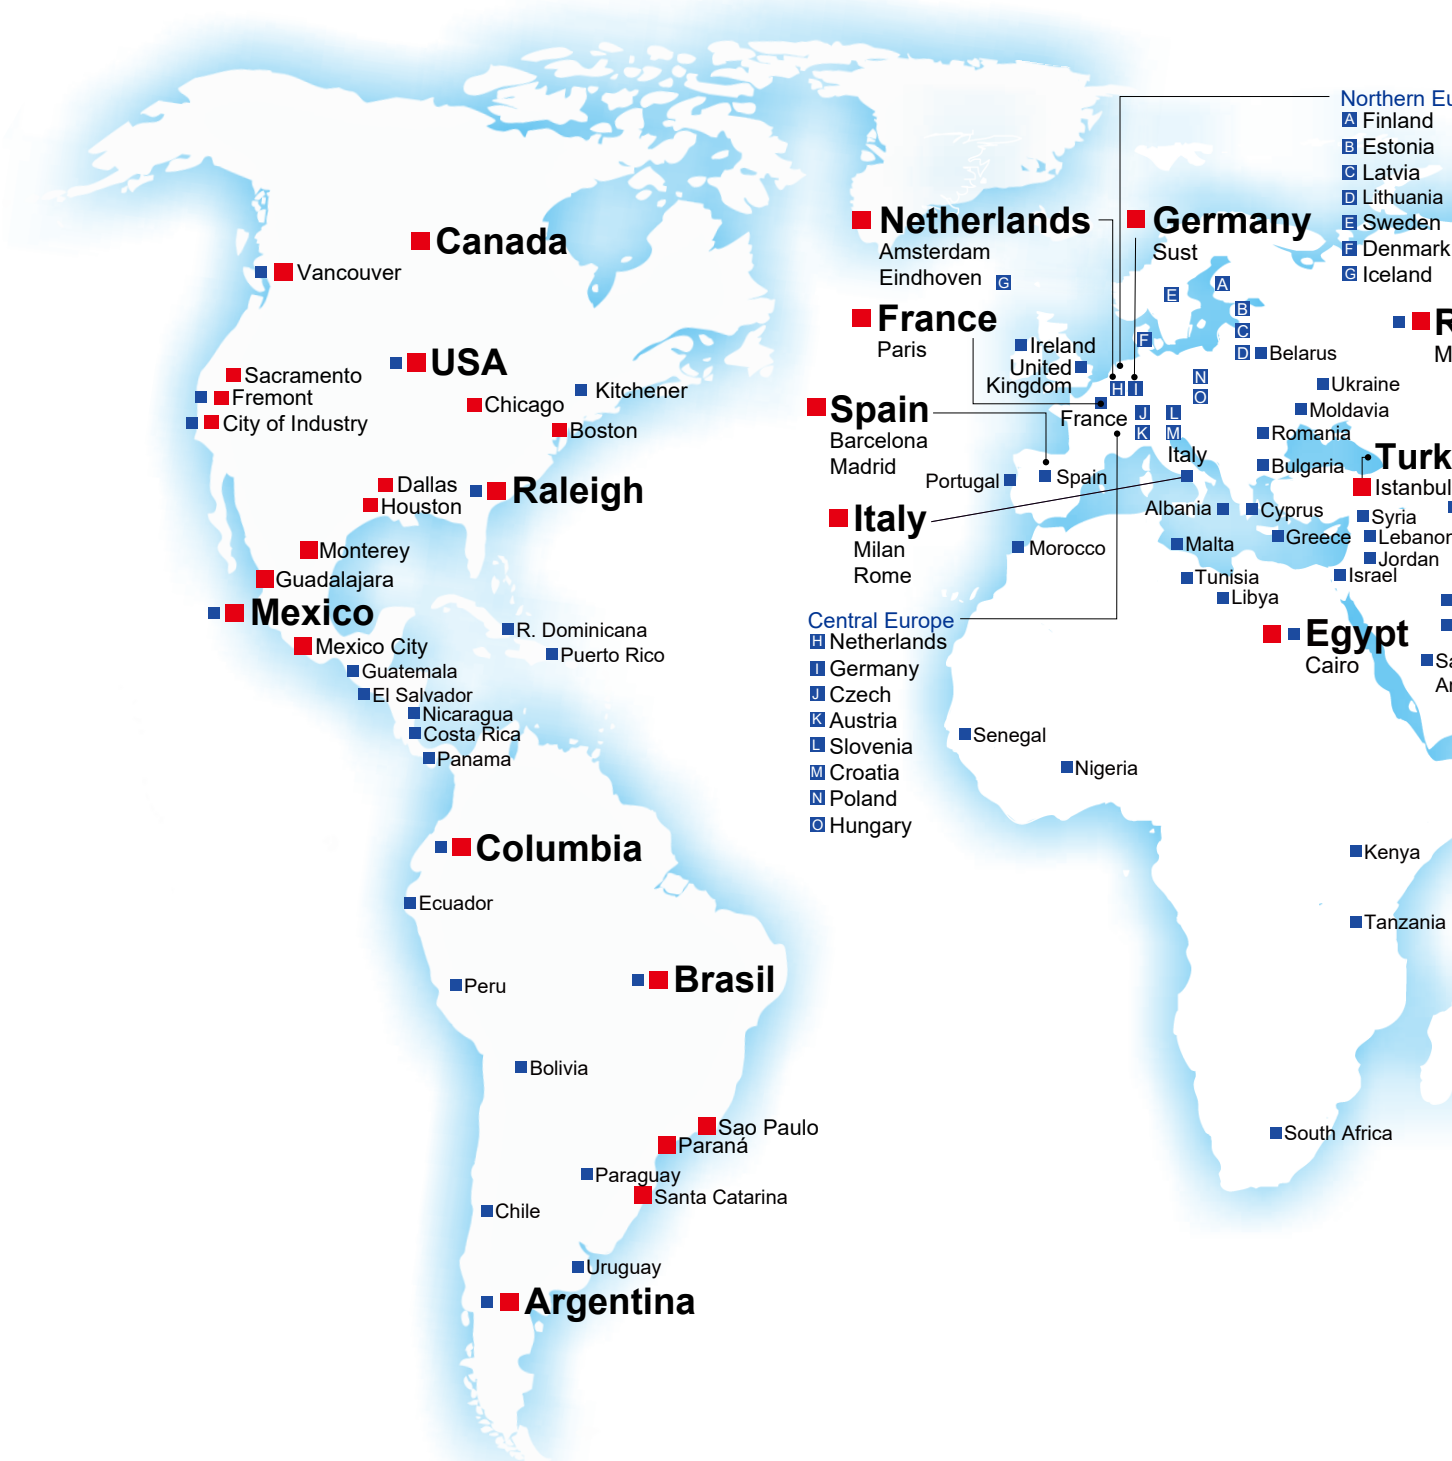 Canada
Vancouver
USA
Sacramento
Fremont
City of Industry
Chicago
Kitchener
Boston
Dallas
Houston
Raleigh
Monterey
Guadalajara
Mexico
Mexico City
R. Dominicana
Puerto Rico
Guatemala
El Salvador
Nicaragua
Costa Rica
Panama
Columbia
Ecuador
Brasil
Peru
Bolivia
Sao Paulo
Paraná
Paraguay
Santa Catarina
Chile
Uruguay
Argentina
Netherlands
Amsterdam
Eindhoven
Germany
Sust
France
Paris
Spain
Barcelona
Madrid
Italy
Milan
Rome
Northern Eu
A Finland
B Estonia
C Latvia
D Lithuania
E Sweden
F Denmark
G Iceland
G
E
A
B
C
D
F
Ireland
United
Kingdom
Belarus
R
M
H
I
N
O
J
L
K
M
France
Ukraine
Moldavia
Romania
Bulgaria
Turk
Istanbul
Portugal
Spain
Italy
Albania
Cyprus
Syria
Greece
Lebanor
Malta
Jordan
Morocco
Tunisia
Israel
Libya
Central Europe
H Netherlands
I Germany
J Czech
K Austria
L Slovenia
M Croatia
N Poland
O Hungary
Egypt
Cairo
Sa
Ar
Senegal
Nigeria
Kenya
Tanzania
South Africa